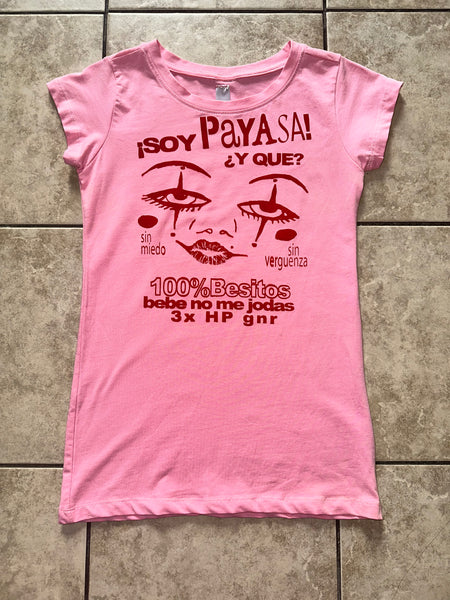 ¡SOY PaYASA!
¿Y QUE?
sin miedo
sin verguenza
100%Besitos
bebe no me jodas
3x HP gnr